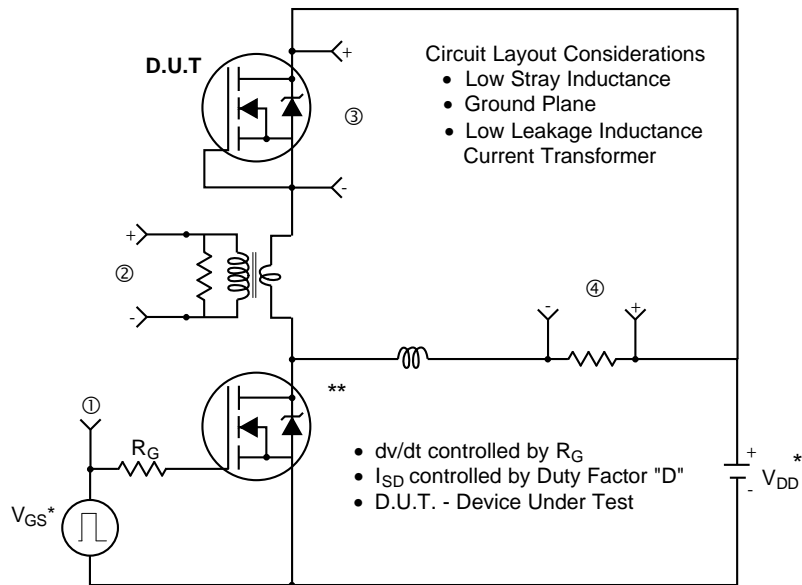 D.U.T
+
③
-
Circuit Layout Considerations
• Low Stray Inductance
• Ground Plane
• Low Leakage Inductance
Current Transformer
+
②
-
④
-
+
**
①
R_G
V_GS*
• dv/dt controlled by R_G
• I_SD controlled by Duty Factor "D"
• D.U.T. - Device Under Test
+
-
V_DD*